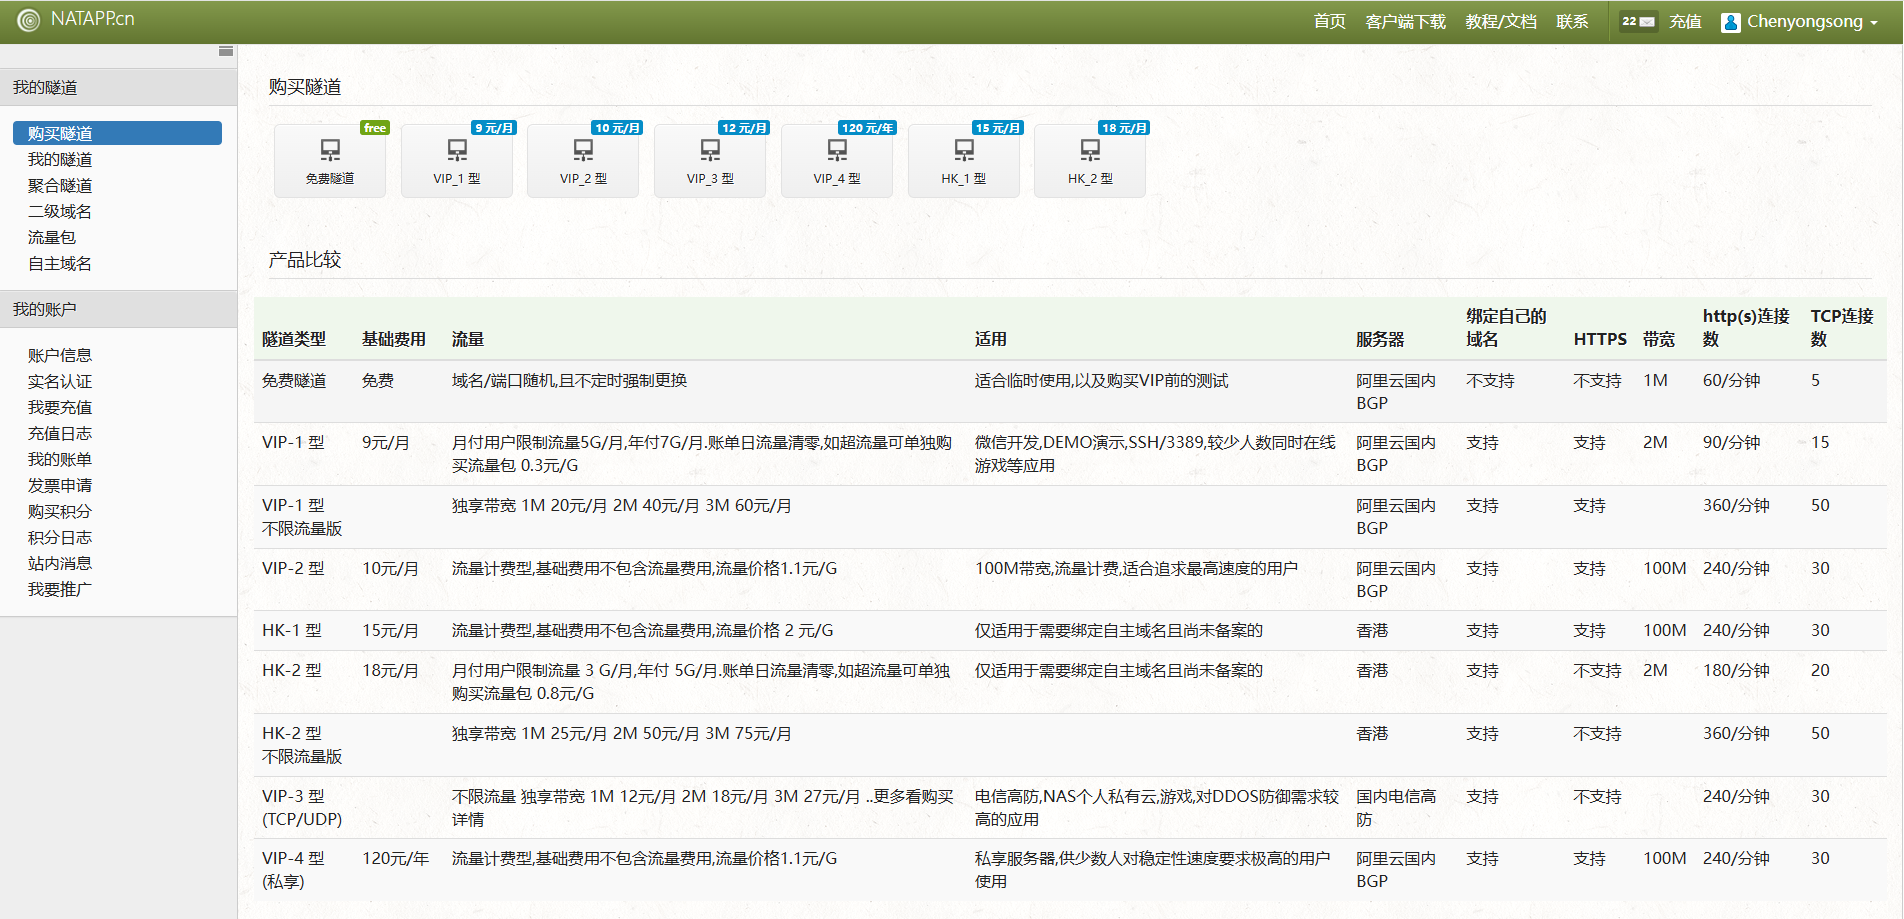 NATAPP.cn
首页 客户端下载 教程/文档 联系 22 充值 Chenyongsong
我的隧道
购买隧道
我的隧道
聚合隧道
二级域名
流量包
自主域名
我的账户
账户信息
实名认证
我要充值
充值日志
我的账单
发票申请
购买积分
积分日志
站内消息
我要推广
购买隧道
free 9 元/月 10 元/月 12 元/月 120 元/年 15 元/月 18 元/月
免费隧道 VIP_1 型 VIP_2 型 VIP_3 型 VIP_4 型 HK_1 型 HK_2 型
产品比较
隧道类型 基础费用 流量 适用 服务器 绑定自己的域名 HTTPS 带宽 http(s)连接数 TCP连接数
免费隧道 免费 域名/端口随机,且不定时强制更换 适合临时使用,以及购买VIP前的测试 阿里云国内BGP 不支持 不支持 1M 60/分钟 5
VIP-1 型 9元/月 月付用户限制流量5G/月,年付7G/月.账单日流量清零,如超流量可单独购买流量包 0.3元/G 微信开发,DEMO演示,SSH/3389,较少人数同时在线游戏等应用 阿里云国内BGP 支持 支持 2M 90/分钟 15
VIP-1 型 不限流量版 独享带宽 1M 20元/月 2M 40元/月 3M 60元/月 阿里云国内BGP 支持 支持 360/分钟 50
VIP-2 型 10元/月 流量计费型,基础费用不包含流量费用,流量价格1.1元/G 100M带宽,流量计费,适合追求最高速度的用户 阿里云国内BGP 支持 支持 100M 240/分钟 30
HK-1 型 15元/月 流量计费型,基础费用不包含流量费用,流量价格 2 元/G 仅适用于需要绑定自主域名且尚未备案的 香港 支持 支持 100M 240/分钟 30
HK-2 型 18元/月 月付用户限制流量 3 G/月,年付 5G/月.账单日流量清零,如超流量可单独购买流量包 0.8元/G 仅适用于需要绑定自主域名且尚未备案的 香港 支持 不支持 2M 180/分钟 20
HK-2 型 不限流量版 独享带宽 1M 25元/月 2M 50元/月 3M 75元/月 香港 支持 不支持 360/分钟 50
VIP-3 型 (TCP/UDP) 不限流量 独享带宽 1M 12元/月 2M 18元/月 3M 27元/月 ..更多看购买详情 电信高防,NAS个人私有云,游戏,对DDOS防御需求较高的应用 国内电信高防 支持 不支持 240/分钟 30
VIP-4 型 (私享) 120元/年 流量计费型,基础费用不包含流量费用,流量价格1.1元/G 私享服务器,供少数人对稳定性速度要求极高的用户使用 阿里云国内BGP 支持 支持 100M 240/分钟 30